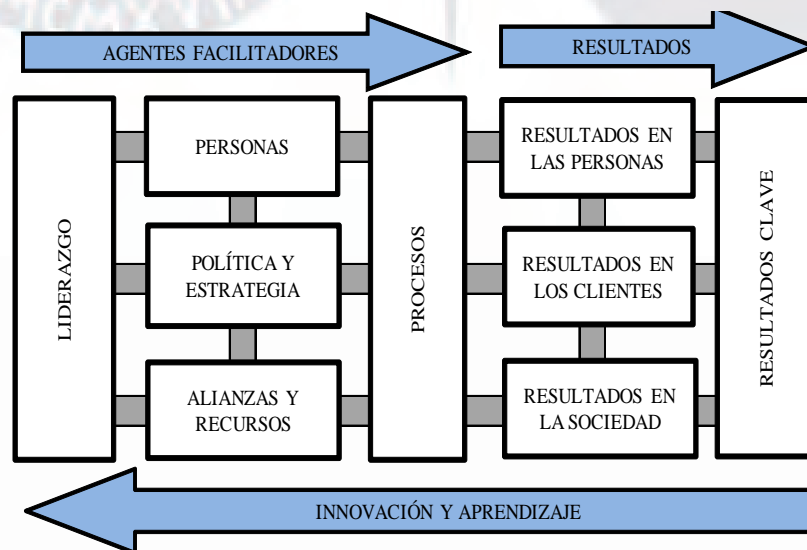 AGENTES FACILITADORES
RESULTADOS
LIDERAZGO
PERSONAS
POLÍTICA Y
ESTRATEGIA
ALIANZAS Y
RECURSOS
PROCESOS
RESULTADOS EN
LAS PERSONAS
RESULTADOS EN
LOS CLIENTES
RESULTADOS EN
LA SOCIEDAD
RESULTADOS CLAVE
INNOVACIÓN Y APRENDIZAJE